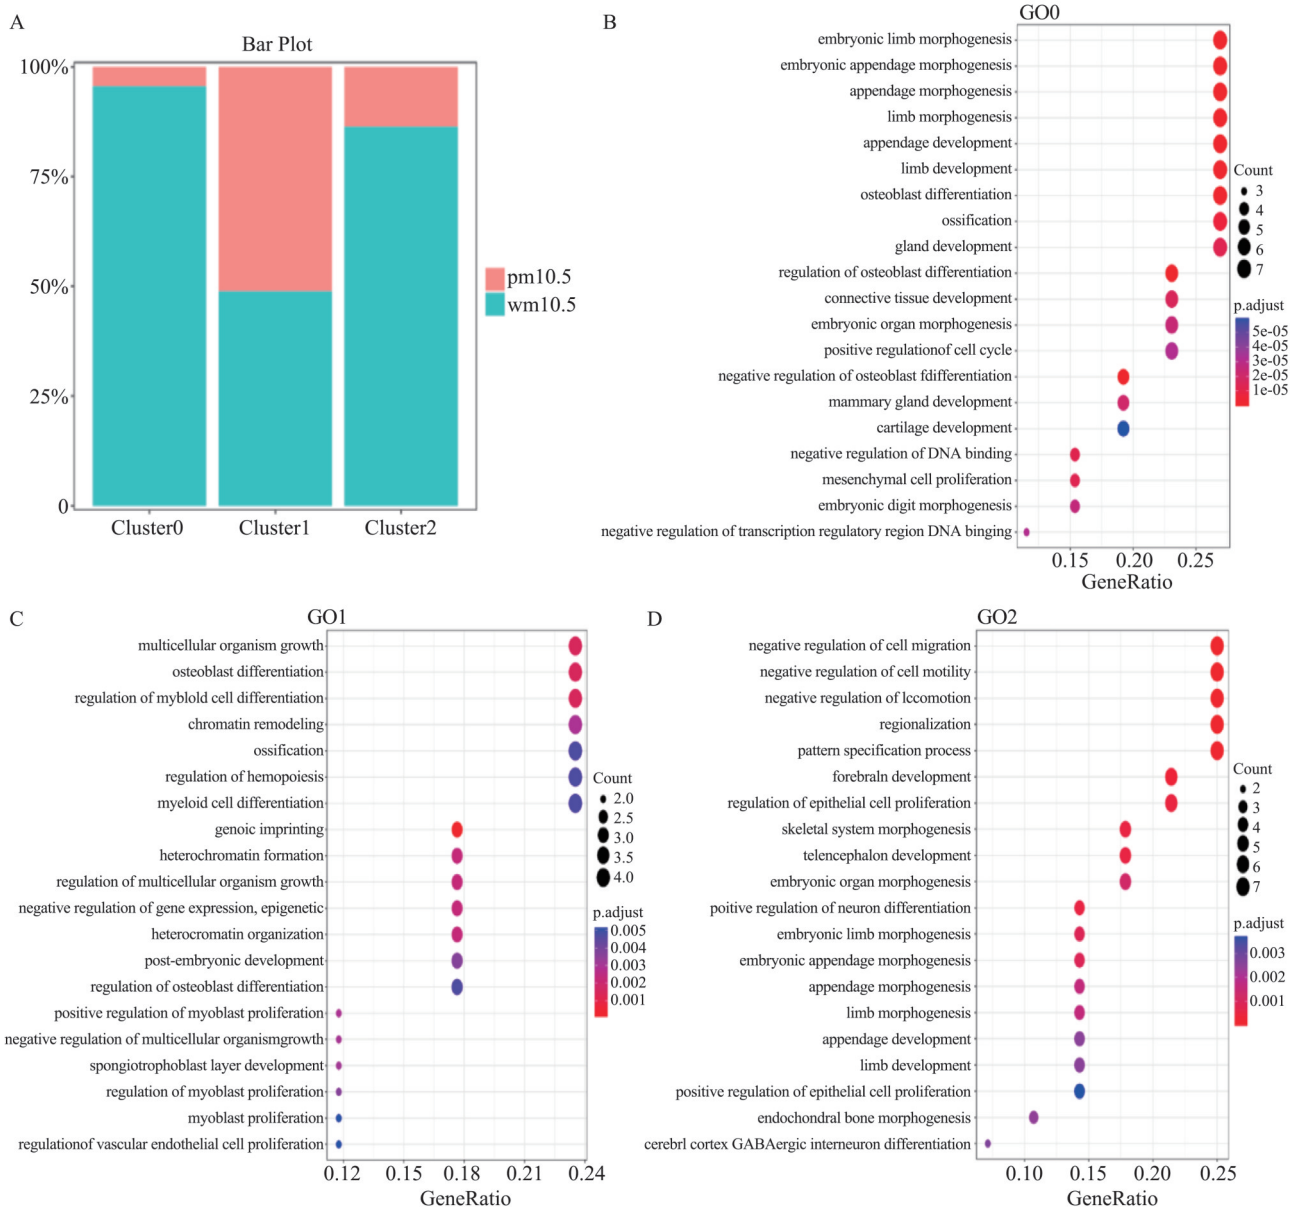 A
Bar Plot
100%
75%
50%
25%
0
Cluster0
Cluster1
Cluster2
pm10.5
wm10.5
B
GO0
embryonic limb morphogenesis
embryonic appendage morphogenesis
appendage morphogenesis
limb morphogenesis
appendage development
limb development
osteoblast differentiation
ossification
gland development
regulation of osteoblast differentiation
connective tissue development
embryonic organ morphogenesis
positive regulationof cell cycle
negative regulation of osteoblast fdifferentiation
mammary gland development
cartilage development
negative regulation of DNA binding
mesenchymal cell proliferation
embryonic digit morphogenesis
negative regulation of transcription regulatory region DNA binging
0.15
0.20
0.25
GeneRatio
Count
3
4
5
6
7
p.adjust
5e-05
4e-05
3e-05
2e-05
1e-05
C
GO1
multicellular organism growth
osteoblast differentiation
regulation of myblold cell differentiation
chromatin remodeling
ossification
regulation of hemopoiesis
myeloid cell differentiation
genoic imprinting
heterochromatin formation
regulation of multicellular organism growth
negative regulation of gene expression, epigenetic
heterocromatin organization
post-embryonic development
regulation of osteoblast differentiation
positive regulation of myoblast proliferation
negative regulation of multicellular organismgrowth
spongiotrophoblast layer development
regulation of myoblast proliferation
myoblast proliferation
regulationof vascular endothelial cell proliferation
0.12
0.15
0.18
0.21
0.24
GeneRatio
Count
2.0
2.5
3.0
3.5
4.0
p.adjust
0.005
0.004
0.003
0.002
0.001
D
GO2
negative regulation of cell migration
negative regulation of cell motility
negative regulation of lccomotion
regionalization
pattern specification process
forebraln development
regulation of epithelial cell proliferation
skeletal system morphogenesis
telencephalon development
embryonic organ morphogenesis
poitive regulation of neuron differentiation
embryonic limb morphogenesis
embryonic appendage morphogenesis
appendage morphogenesis
limb morphogenesis
appendage development
limb development
positive regulation of epithelial cell proliferation
endochondral bone morphogenesis
cerebrl cortex GABAergic interneuron differentiation
0.10
0.15
0.20
0.25
GeneRatio
Count
2
3
4
5
6
7
p.adjust
0.003
0.002
0.001